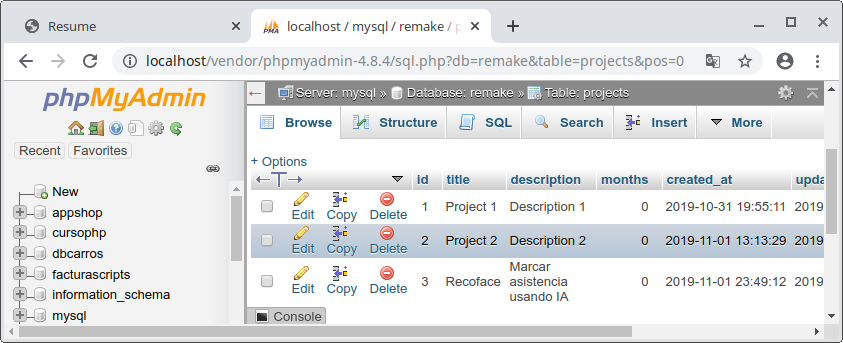 Resume
localhost / mysql / remake / p
localhost/vendor/phpmyadmin-4.8.4/sql.php?db=remake&table=projects&pos=0
phpMyAdmin
Recent Favorites
New
appshop
cursophp
dbcarros
facturascripts
information_schema
mysql
Server: mysql » Database: remake » Table: projects
Browse Structure SQL Search Insert More
+ Options
id title description months created_at upda
Edit Copy Delete 1 Project 1 Description 1 0 2019-10-31 19:55:11 2019
Edit Copy Delete 2 Project 2 Description 2 0 2019-11-01 13:13:29 2019
Edit Copy Delete 3 Recoface Marcar asistencia usando IA 0 2019-11-01 23:49:12 2019
Console